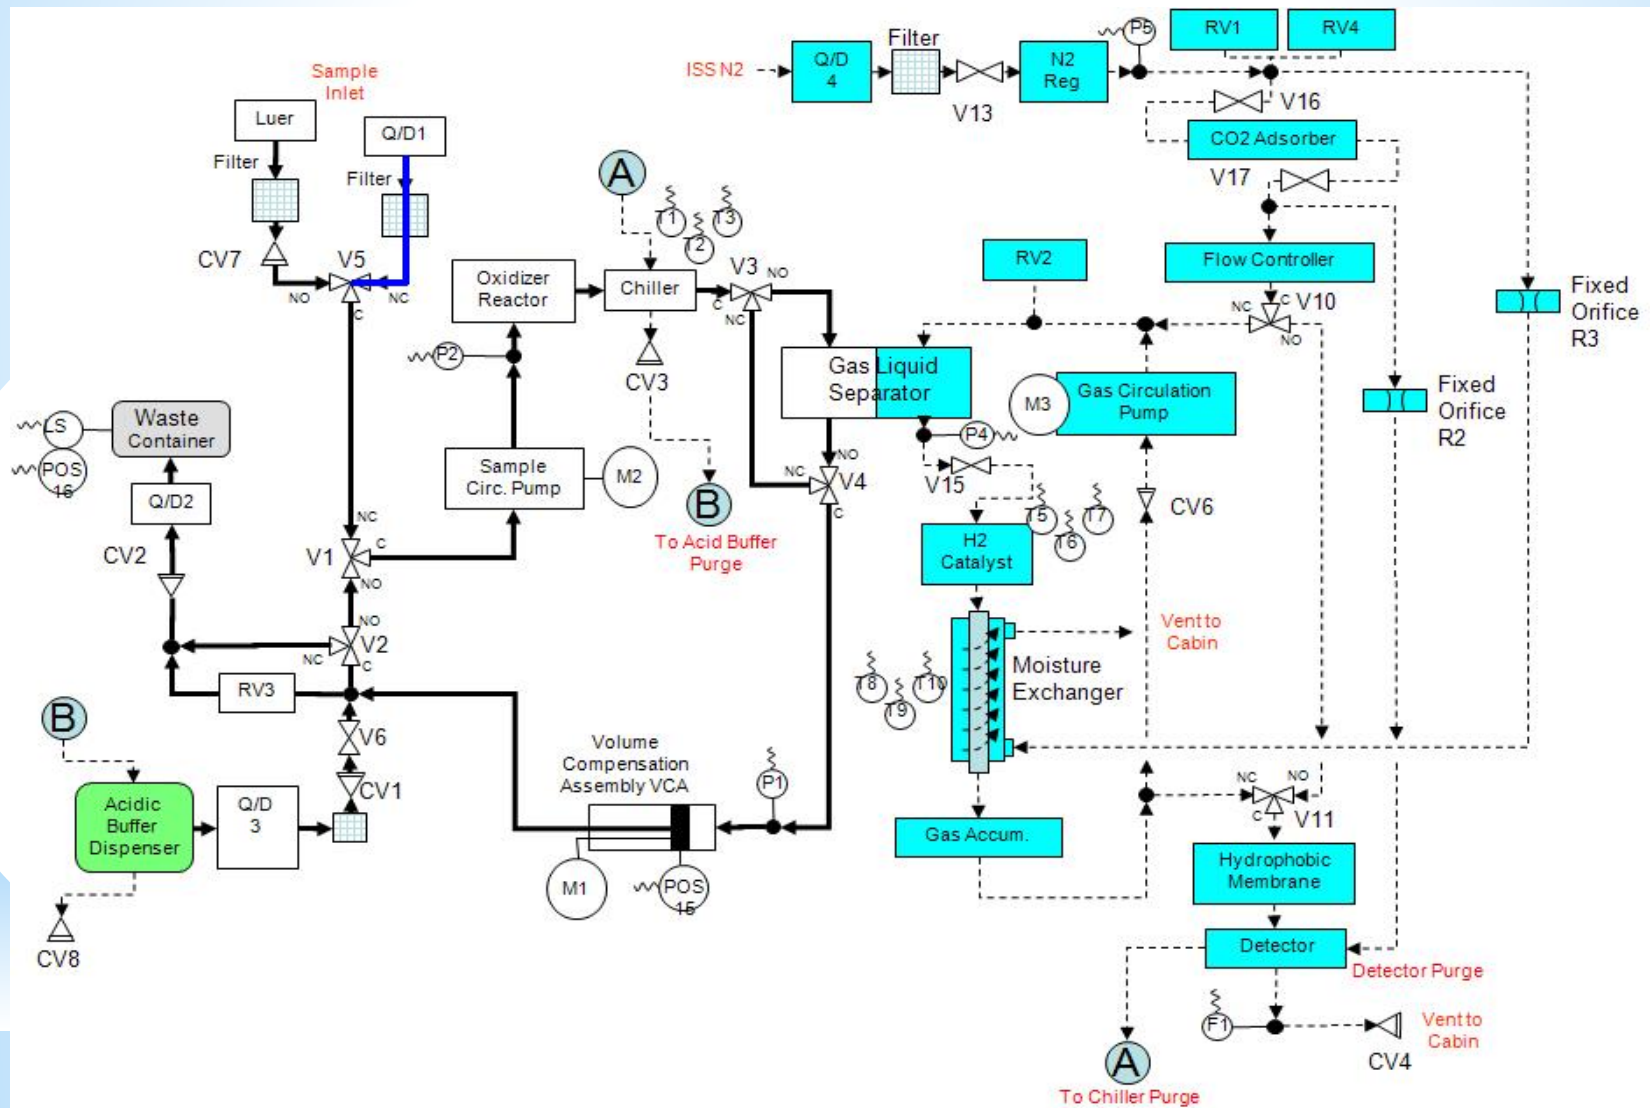 Sample
Inlet
Luer
Q/D1
Filter
Filter
CV7
V5
NO
NC
C
ISS N2
Q/D
4
Filter
V13
N2
Reg
P5
RV1
RV4
V16
CO2 Adsorber
V17
Flow Controller
RV2
NC
C
V10
NO
Fixed
Orifice
R3
Fixed
Orifice
R2
A
T1
T2
T3
Oxidizer
Reactor
Chiller
V3
NO
C
NC
P2
CV3
Gas Liquid
Separator
M3
Gas Circulation
Pump
P4
V15
NO
NC
V4
C
LS
POS
16
Waste
Container
Q/D2
CV2
Sample
Circ. Pump
M2
B
To Acid Buffer
Purge
NC
V1
C
NO
T5
T6
T7
CV6
H2
Catalyst
Vent to
Cabin
NO
V2
NC
C
RV3
T8
T9
T10
Moisture
Exchanger
B
V6
CV1
Volume
Compensation
Assembly VCA
P1
Acidic
Buffer
Dispenser
Q/D
3
M1
POS
15
CV8
Gas Accum.
NC
NO
C
V11
Hydrophobic
Membrane
Detector
Detector Purge
F1
CV4
Vent to
Cabin
A
To Chiller Purge